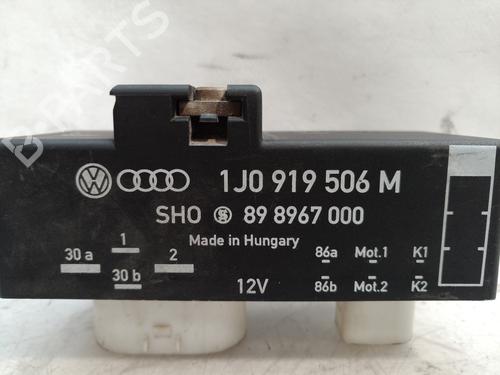 1J0 919 506 M
SHO 89 8967 000
Made in Hungary
30 a 1 2 86a Mot.1 K1
30 b 12V 86b Mot.2 K2
PARTS